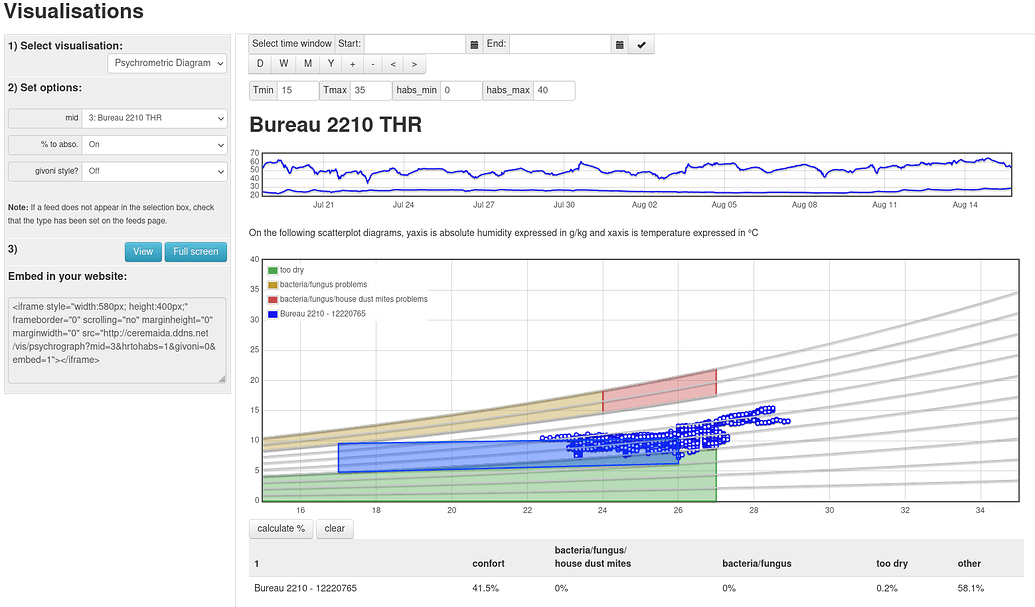 Visualisations
1) Select visualisation:
Psychrometric Diagram
2) Set options:
mid 3: Bureau 2210 THR
% to abso. On
givoni style? Off
Note: If a feed does not appear in the selection box, check
that the type has been set on the feeds page.
3) View Full screen
Embed in your website:
<iframe style="width:580px; height:400px;"
frameborder="0" scrolling="no" marginheight="0"
marginwidth="0" src="http://ceremaida.ddns.net
/vis/psychrograph?mid=3&hrtohabs=1&givoni=0&
embed=1"></iframe>
Select time window Start: End:
D W M Y + - < >
Tmin 15 Tmax 35 habs_min 0 habs_max 40
Bureau 2210 THR
70
60
50
40
30
20
Jul 21 Jul 24 Jul 27 Jul 30 Aug 02 Aug 05 Aug 08 Aug 11 Aug 14
On the following scatterplot diagrams, yaxis is absolute humidity expressed in g/kg and xaxis is temperature expressed in °C
40
35
30
25
20
15
10
5
0
too dry
bacteria/fungus problems
bacteria/fungus/house dust mites problems
Bureau 2210 - 12220765
16 18 20 22 24 26 28 30 32 34
calculate % clear
1 confort bacteria/fungus/ house dust mites bacteria/fungus too dry other
Bureau 2210 - 12220765 41.5% 0% 0% 0.2% 58.1%